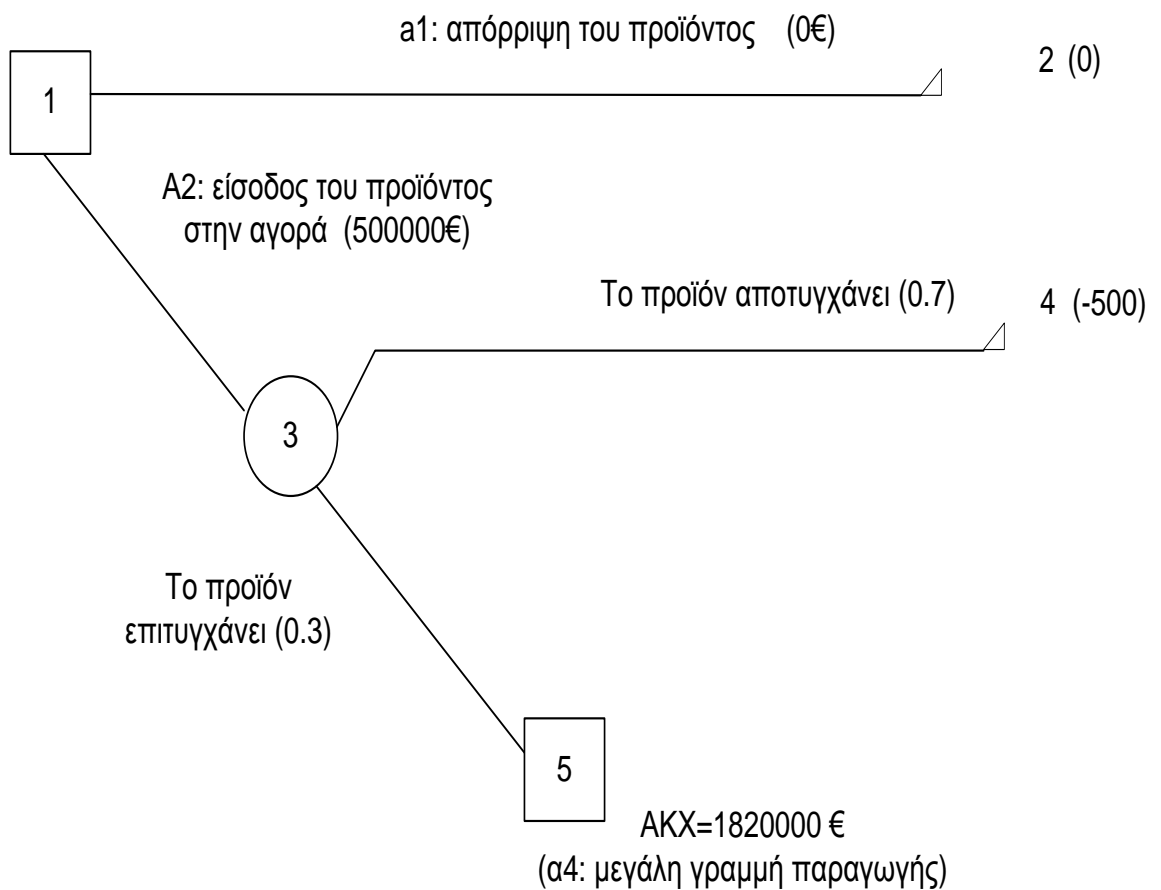 a1: απόρριψη του προϊόντος (0€)
2 (0)
1
Α2: είσοδος του προϊόντος
στην αγορά (500000€)
Το προϊόν αποτυγχάνει (0.7)
4 (-500)
3
Το προϊόν
επιτυγχάνει (0.3)
5
ΑΚΧ=1820000 €
(α4: μεγάλη γραμμή παραγωγής)